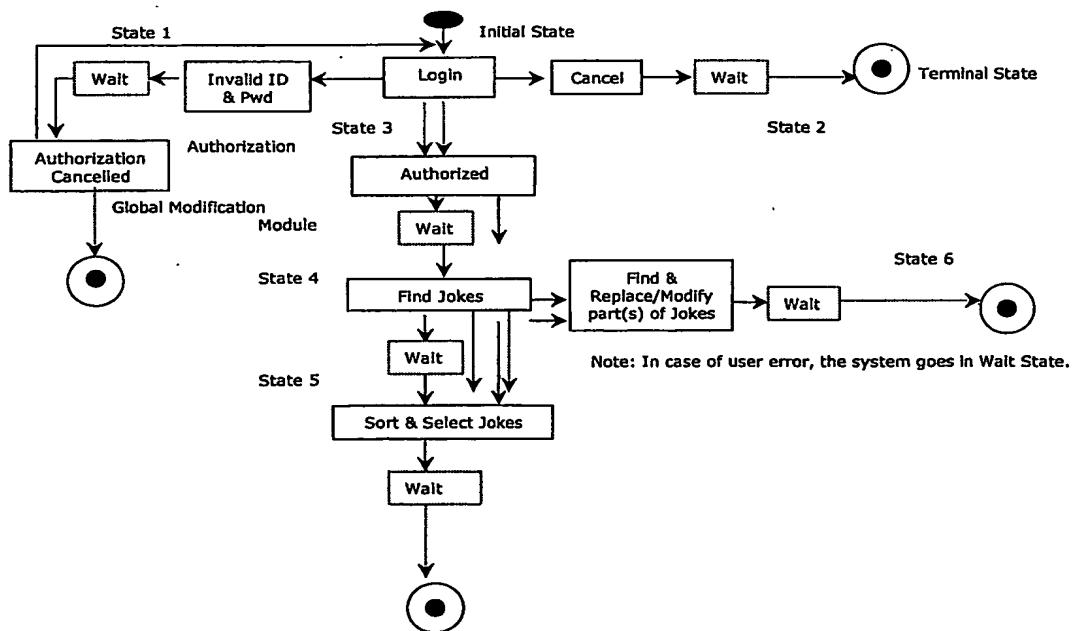 State 1
Initial State
Wait
Invalid ID
& Pwd
Login
Cancel
Wait
Terminal State
State 3
State 2
Authorization
Cancelled
Authorization
Authorized
Global Modification
Module
Wait
State 4
Find Jokes
Find &
Replace/Modify
part(s) of Jokes
Wait
State 6
Wait
Note: In case of user error, the system goes in Wait State.
State 5
Sort & Select Jokes
Wait